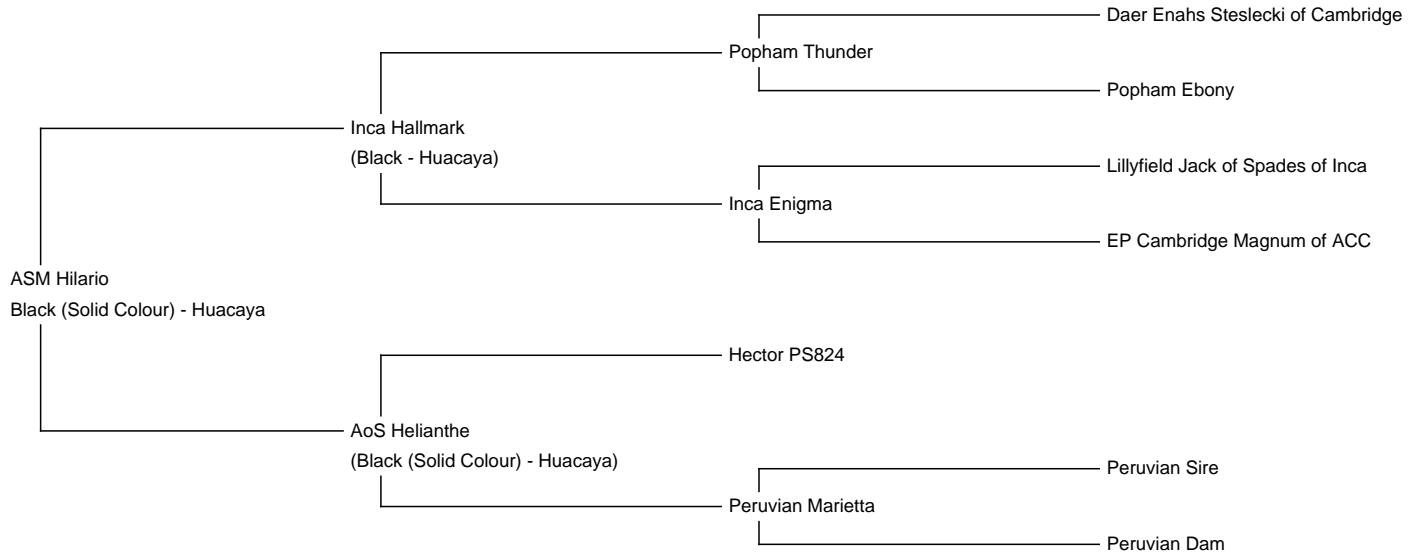 Daer Enahs Steslecki of Cambridge
Popham Thunder
Popham Ebony
Inca Hallmark
(Black - Huacaya)
Lillyfield Jack of Spades of Inca
Inca Enigma
EP Cambridge Magnum of ACC
ASM Hilario
Black (Solid Colour) - Huacaya
Hector PS824
AoS Helianthe
(Black (Solid Colour) - Huacaya)
Peruvian Sire
Peruvian Marietta
Peruvian Dam